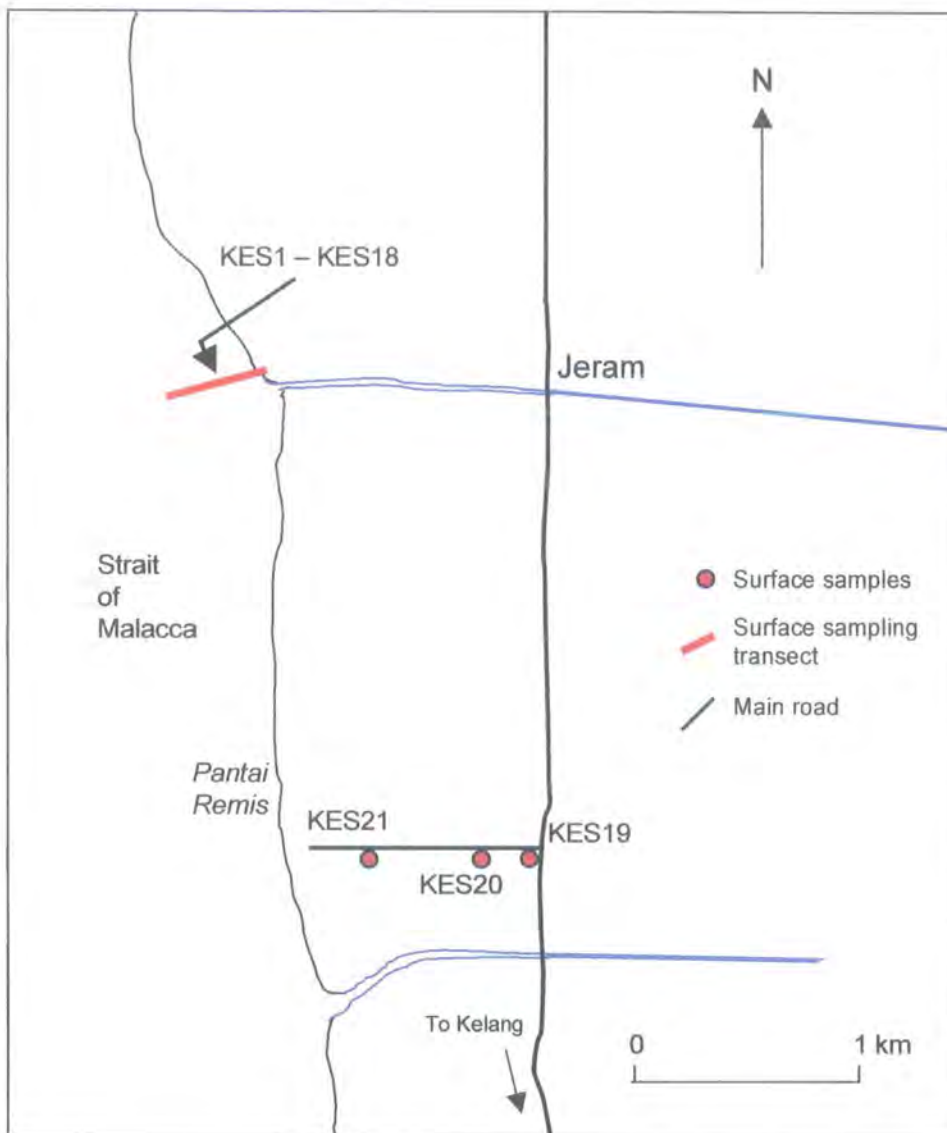 N
KES1 – KES18
Jeram
Strait
of
Malacca
Surface samples
Surface sampling
transect
Main road
Pantai
Remis
KES21
KES19
KES20
To Kelang
0 1 km